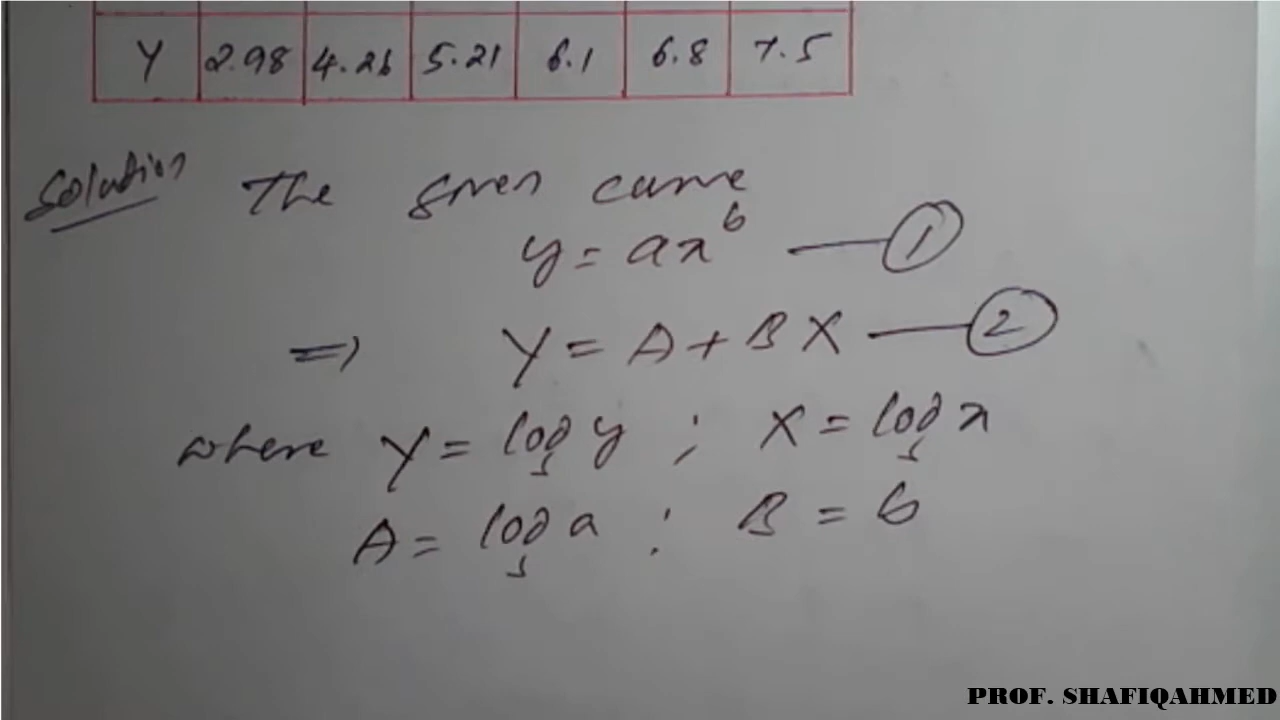 Y 2.98 4.26 5.21 6.1 6.8 7.5
Solution The given curve
y = ax^b — 1
⇒ Y = A + BX — 2
where Y = log y ; X = log x
A = log a ; B = b
PROF. SHAFIQAHMED